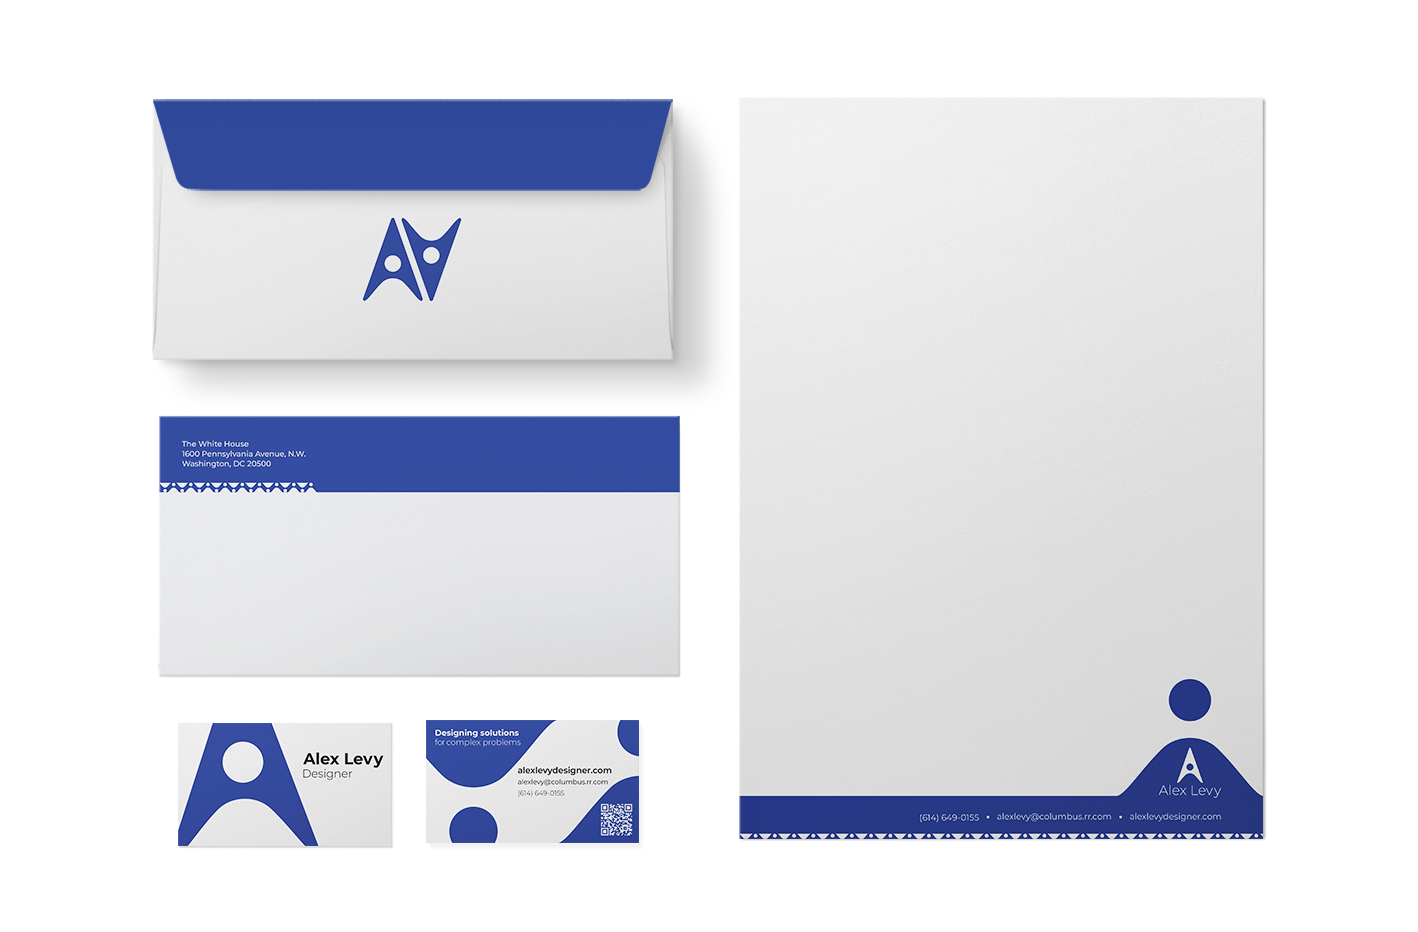 The White House
1600 Pennsylvania Avenue, N.W.
Washington, DC 20500
Alex Levy
Designer
Designing solutions
for complex problems
alexlevydesigner.com
alexlevy@columbus.rr.com
(614) 649-0155
Alex Levy
(614) 649-0155 • alexlevy@columbus.rr.com • alexlevydesigner.com